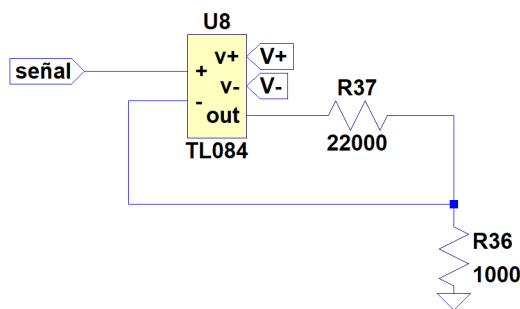 U8
señal
+
-
v+
v-
out
V+
V-
TL084
R37
22000
R36
1000